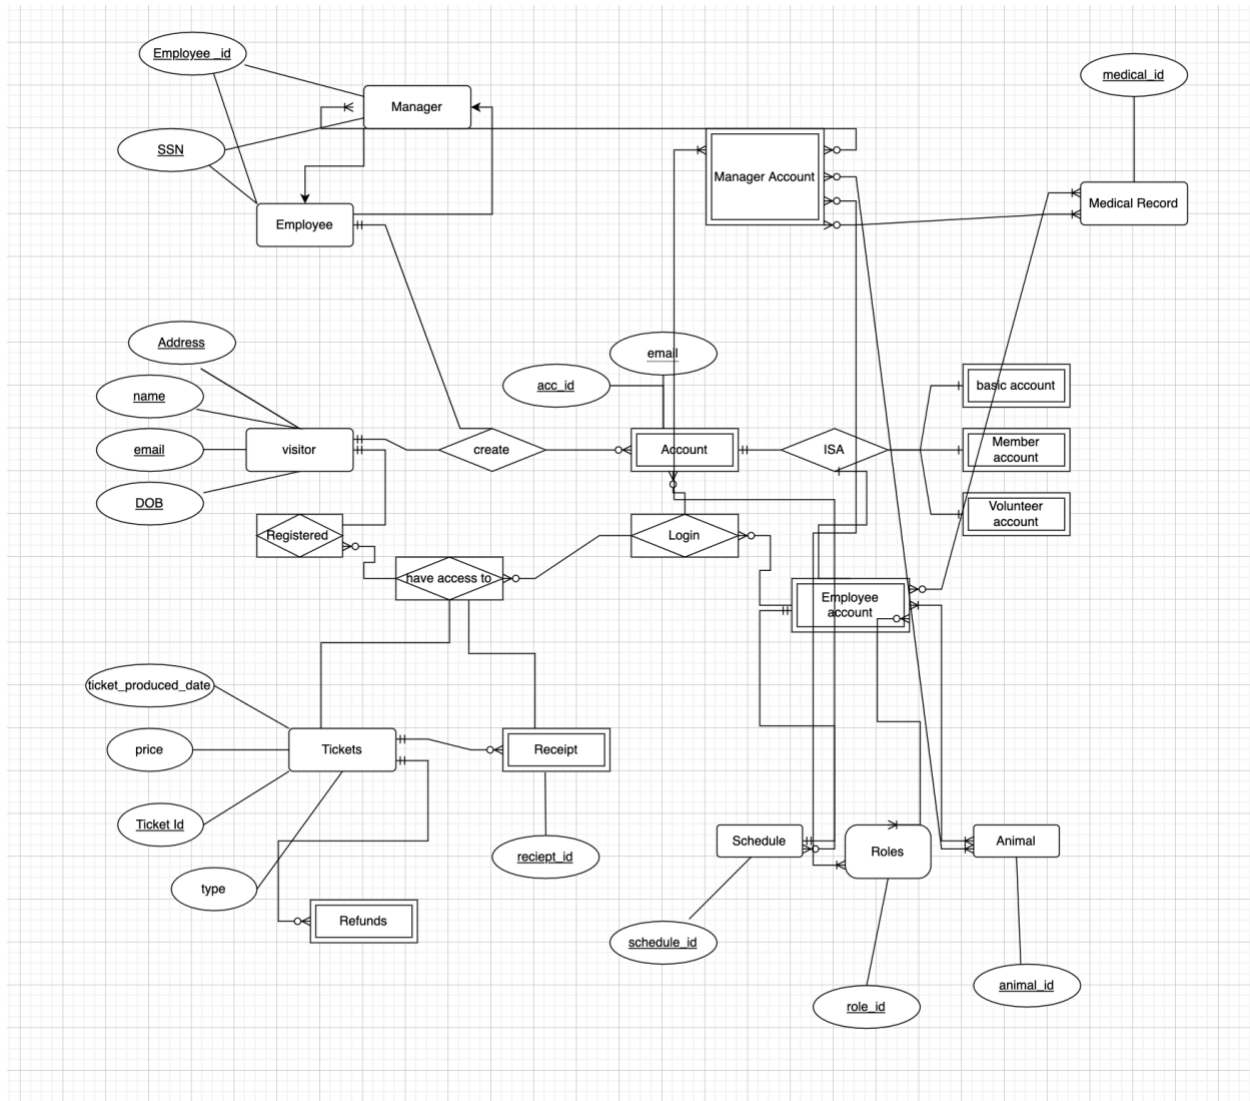 Employee _id
medical_id
Manager
SSN
Manager Account
Medical Record
Employee
Address
email
acc_id
basic account
name
visitor
create
Account
ISA
Member
account
email
DOB
Volunteer
account
Registered
Login
have access to
Employee
account
ticket_produced_date
price
Tickets
Receipt
Ticket Id
Schedule
Roles
Animal
reciept_id
type
Refunds
schedule_id
animal_id
role_id